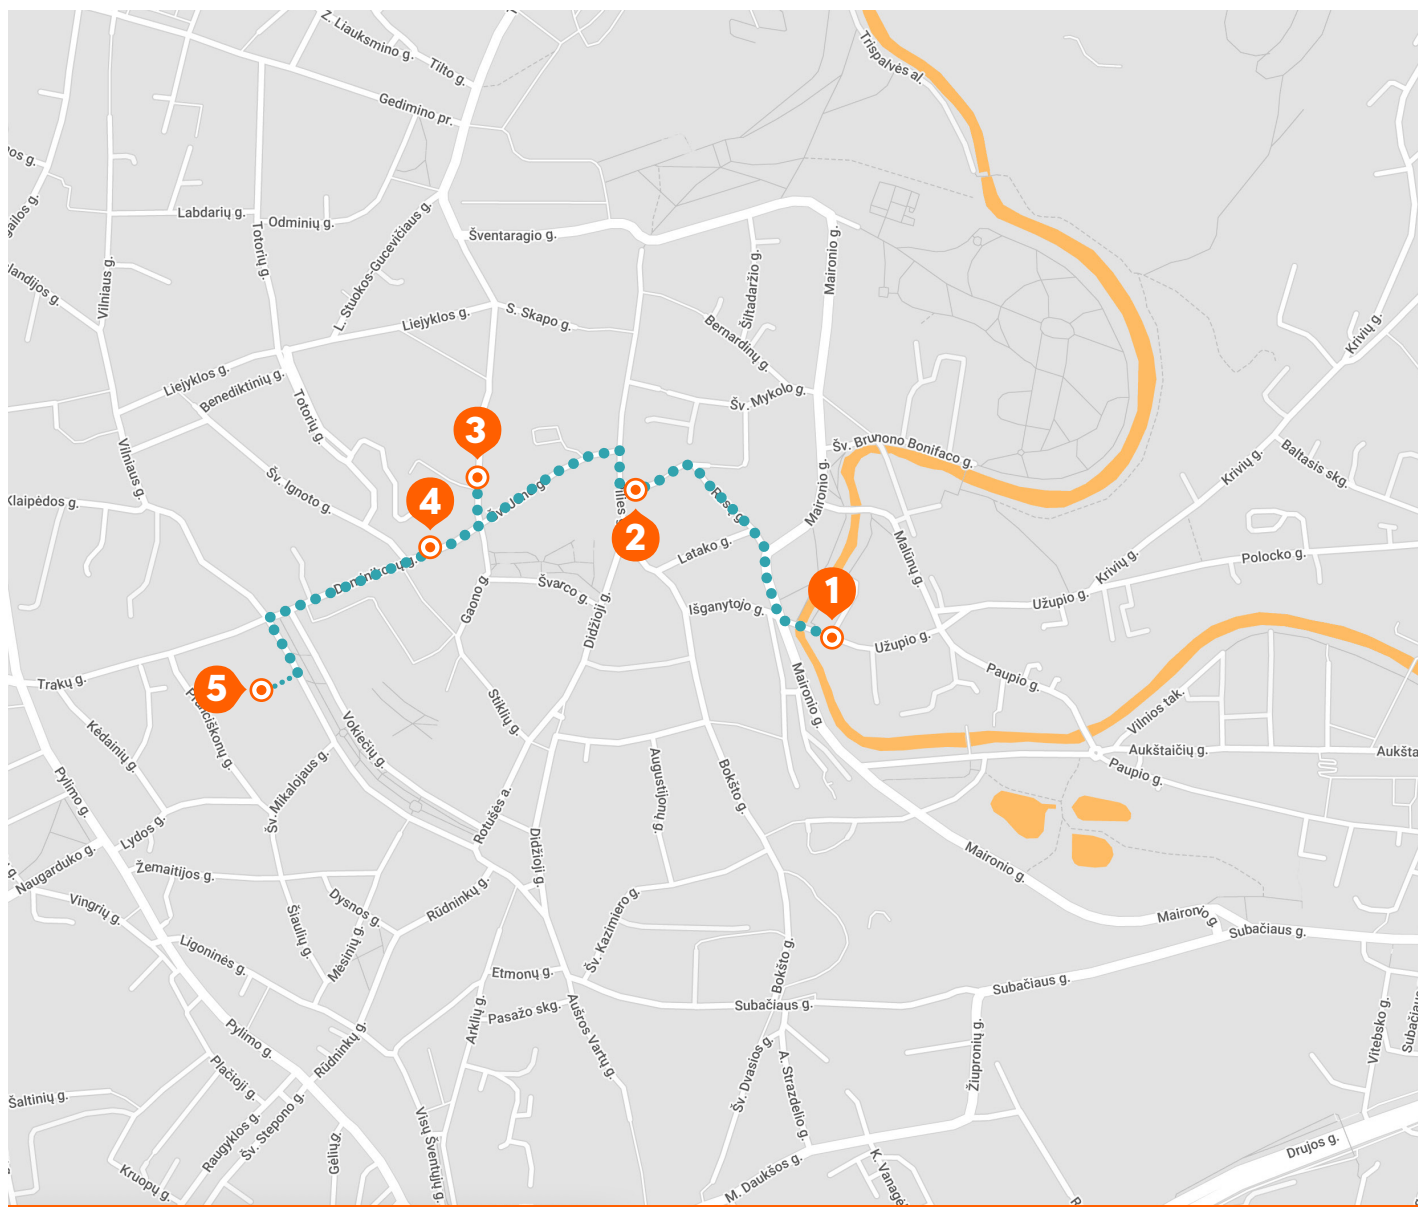 Z. Liauksmino g.
Tilto g.
Trispalvės al.
Gedimino pr.
Labdarių g.
Odminių g.
Totorių g.
Šventaragio g.
L. Stuokos-Gucevičiaus g.
Vilniaus g.
Maironio g.
Šiltadaržio g.
Liejyklos g.
S. Skapo g.
Bernardinų g.
Krivių g.
Liejyklos g.
Benediktinių g.
Totorių g.
Šv. Mykolo g.
3
Šv. Brunono Bonifaco g.
Vilniaus g.
Šv. Ignoto g.
Krivių g.
Baltasis skg.
Klaipėdos g.
4
Maironio g.
2
Latako g.
Malūnų g.
Polocko g.
Krivių g.
Švarco g.
Gaono g.
Didžioji g.
Išganytojo g.
1
Užupio g.
Užupio g.
Trakų g.
5
Pranciškonų g.
Paupio g.
Maironio g.
Stiklių g.
Vokiečių g.
Vilnios tak.
Kėdainių g.
Aukštaičių g.
Paupio g.
Pylimo g.
Šv. Mikalojaus g.
Augustijonų g.
Bokšto g.
Rotušės a.
Lydos g.
Didžioji g.
Naugarduko g.
Žemaitijos g.
Maironio g.
Vingrių g.
Šiaulių g.
Dysnos g.
Rūdninkų g.
Šv. Kazimiero g.
Subačiaus g.
Ligoninės g.
Mėsinių g.
Etmonų g.
Bokšto g.
Subačiaus g.
Subačiaus g.
Pasažo skg.
Arklių g.
Aušros Vartų g.
Pylimo g.
Rūdninkų g.
Plačioji g.
Šv. Dvasios g.
A. Strazdelio g.
Žiupronių g.
Vitebsko g.
Šaltinių g.
Raugyklos g.
Šv. Stepono g.
Gėlių g.
Visų Šventųjų g.
Kruopų g.
M. Daukšos g.
Drujos g.